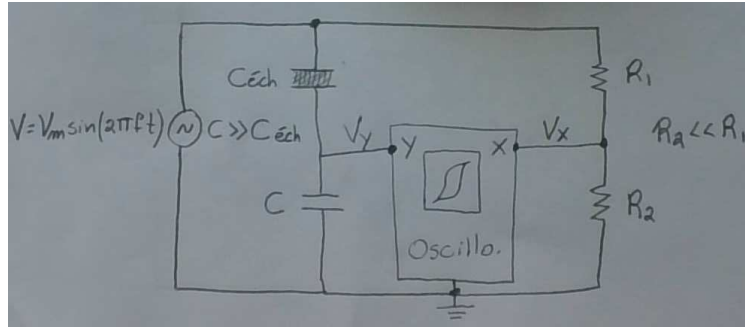 Céch
R₁
V=Vₘsin(2πft)
C>>Céch
Vy
Y
X
Vx
R₂<<R₁
C
R₂
Oscillo.